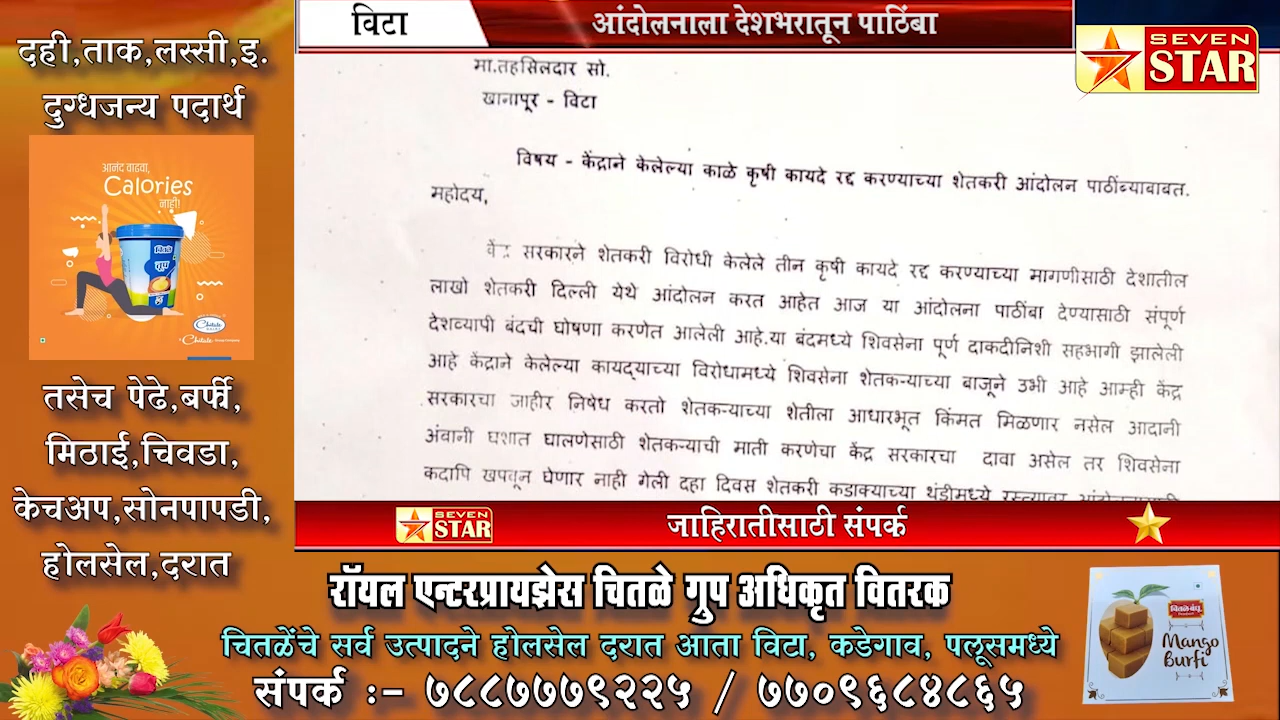 विटा
आंदोलनाला देशभरातून पाठिंबा
SEVEN
STAR
दही,ताक,लस्सी,इ.
दुग्धजन्य पदार्थ
आनंद वाढवा,
Calories
नाही!
Chitale
Chitale
तसेच पेढे,बर्फी,
मिठाई,चिवडा,
केचअप,सोनपापडी,
होलसेल,दरात
मा.तहसिलदार सो.
खानापूर - विटा
विषय - केंद्राने केलेल्या काळे कृषी कायदे रद्द करण्याच्या शेतकरी आंदोलन पाठींब्याबाबत.
महोदय,
केंद्र सरकारने शेतकरी विरोधी केलेले तीन कृषी कायदे रद्द करण्याच्या मागणीसाठी देशातील
लाखो शेतकरी दिल्ली येथे आंदोलन करत आहेत आज या आंदोलना पाठींबा देण्यासाठी संपूर्ण
देशव्यापी बंदची घोषणा करणेत आलेली आहे.या बंदमध्ये शिवसेना पूर्ण दाकदीनिशी सहभागी झालेली
आहे केंद्राने केलेल्या कायद्याच्या विरोधामध्ये शिवसेना शेतकऱ्याच्या बाजूने उभी आहे आम्ही केंद्र
सरकारचा जाहीर निषेध करतो शेतकऱ्याच्या शेतीला आधारभूत किंमत मिळणार नसेल आदानी
अंवानी घशात घालणेसाठी शेतकऱ्याची माती करणेचा केंद्र सरकारचा दावा असेल तर शिवसेना
कदापि खपवून घेणार नाही गेली दहा दिवस शेतकरी कडाक्याच्या थंडीमध्ये रस्त्यावर
SEVEN
STAR
जाहिरातीसाठी संपर्क
रॉयल एन्टरप्रायझेस चितळे गुप अधिकृत वितरक
चितळेंचे सर्व उत्पादने होलसेल दरात आता विटा, कडेगाव, पलूसमध्ये
संपर्क :- ७८८७७७९२२५ / ७७०९६८४८६५
चितळे बंधू
Mango
Burfi